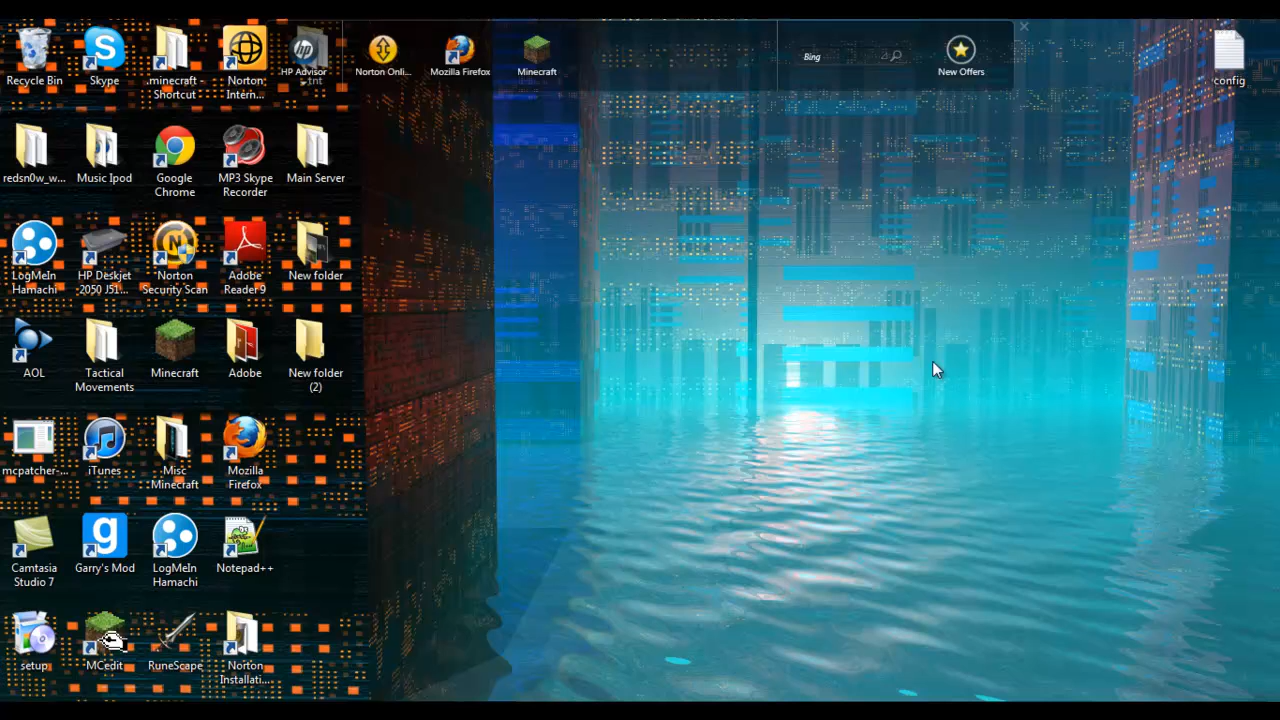 Recycle Bin
Skype
.minecraft -
Shortcut
Norton
Intern...
HP Advisor
tnt
Norton Onli...
Mozilla Firefox
Minecraft
Bing
New Offers
config
redsn0w_w...
Music Ipod
Google
Chrome
MP3 Skype
Recorder
Main Server
LogMeIn
Hamachi
HP Deskjet
2050 J51...
Norton
Security Scan
Adobe
Reader 9
New folder
AOL
Tactical
Movements
Minecraft
Adobe
New folder
(2)
mcpatcher-...
iTunes
Misc
Minecraft
Mozilla
Firefox
Camtasia
Studio 7
Garry's Mod
LogMeIn
Hamachi
Notepad++
setup
MCedit
RuneScape
Norton
Installati...